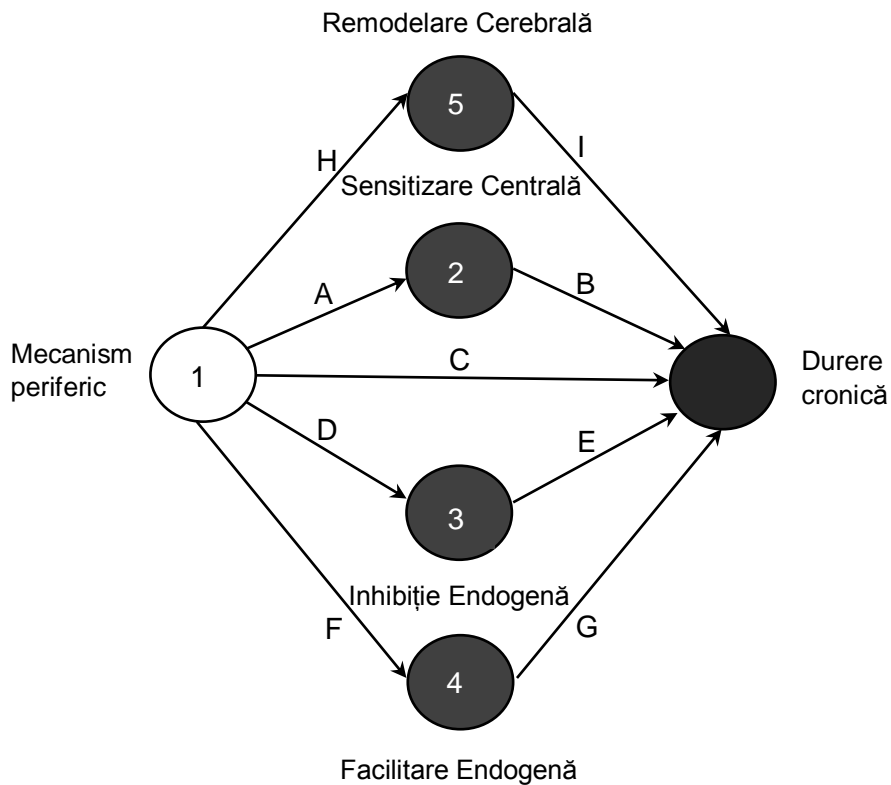 Remodelare Cerebrală
5
H
I
Sensitizare Centrală
2
A
B
Mecanism
periferic
1
C
Durere
cronică
D
E
3
Inhibiție Endogenă
F
G
4
Facilitare Endogenă